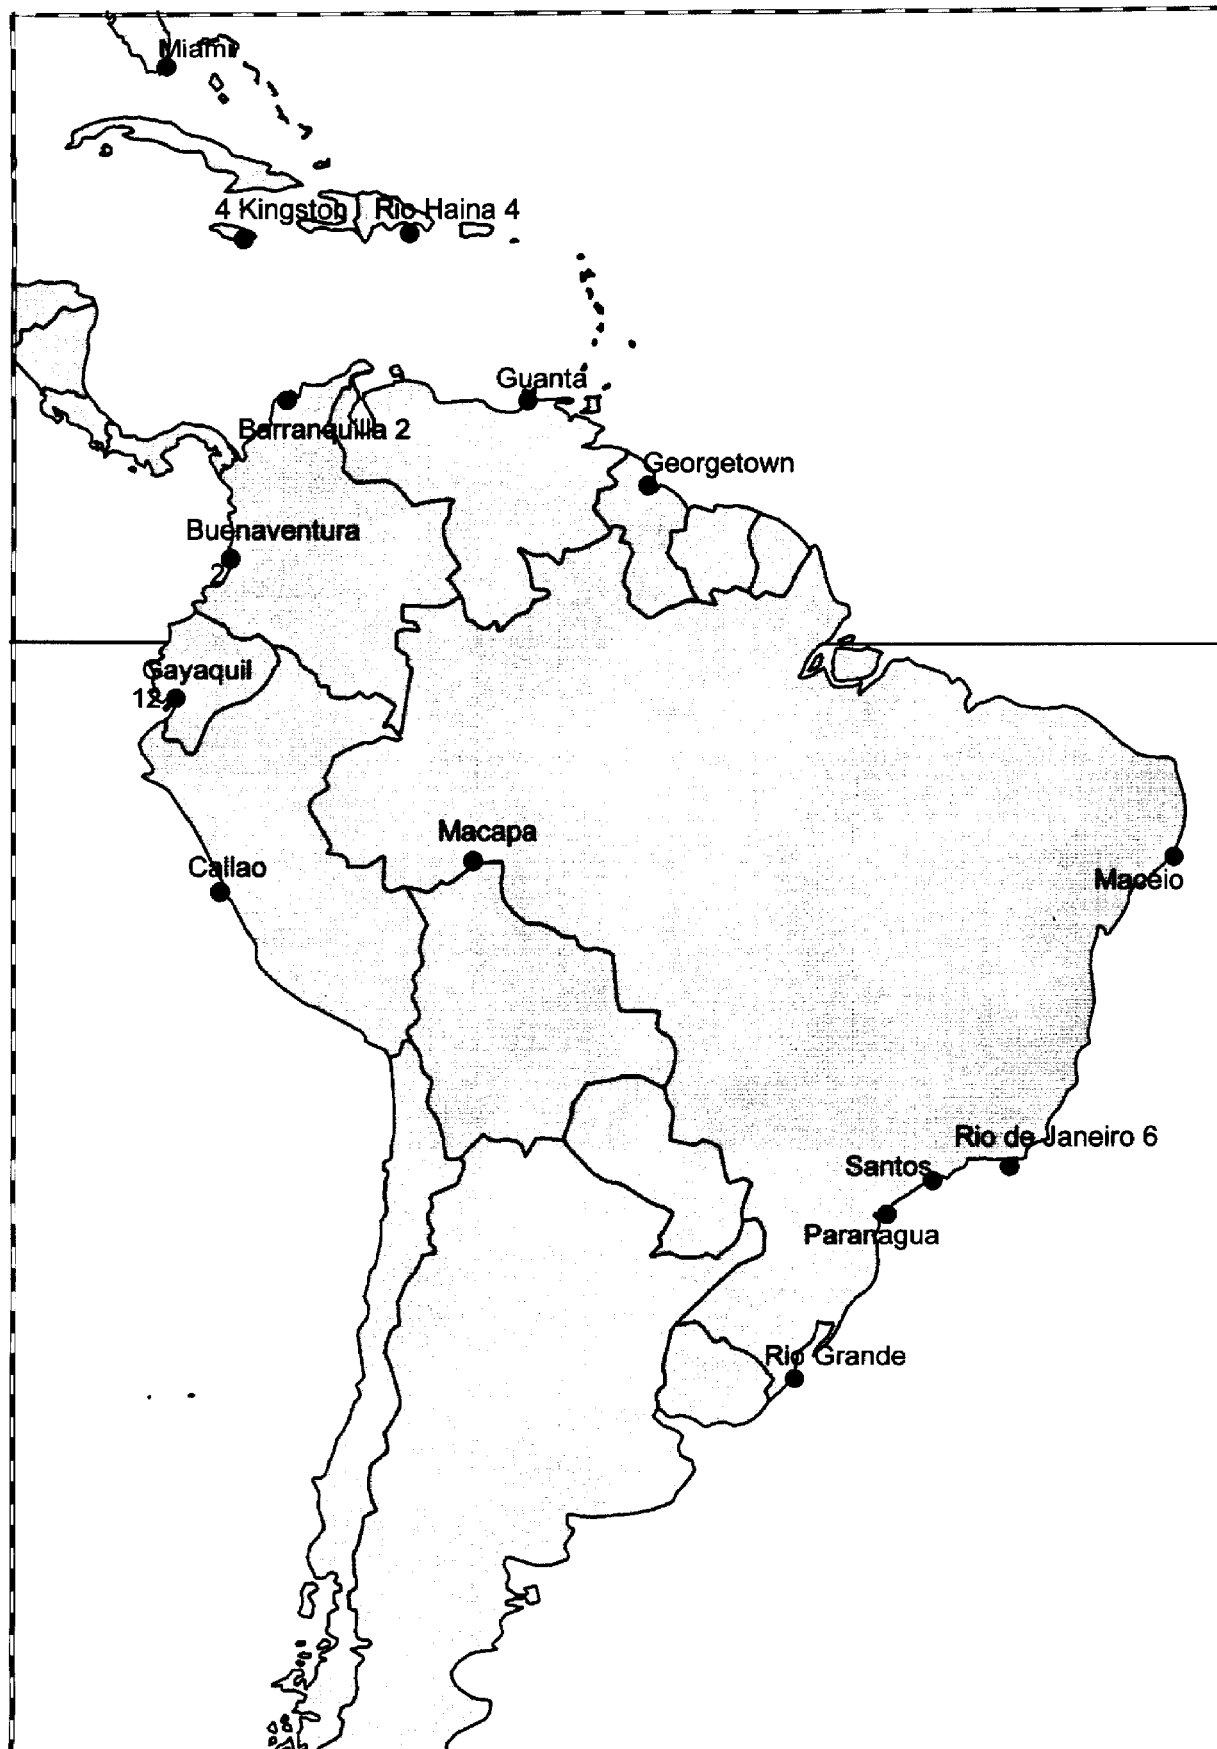 Miami
4 Kingston
Rio Haina 4
Guanta
Barranquilla 2
Georgetown
Buenaventura
2
Gayaquil
12
Macapa
Callao
Maceio
Rio de Janeiro 6
Santos
Paranagua
Rio Grande